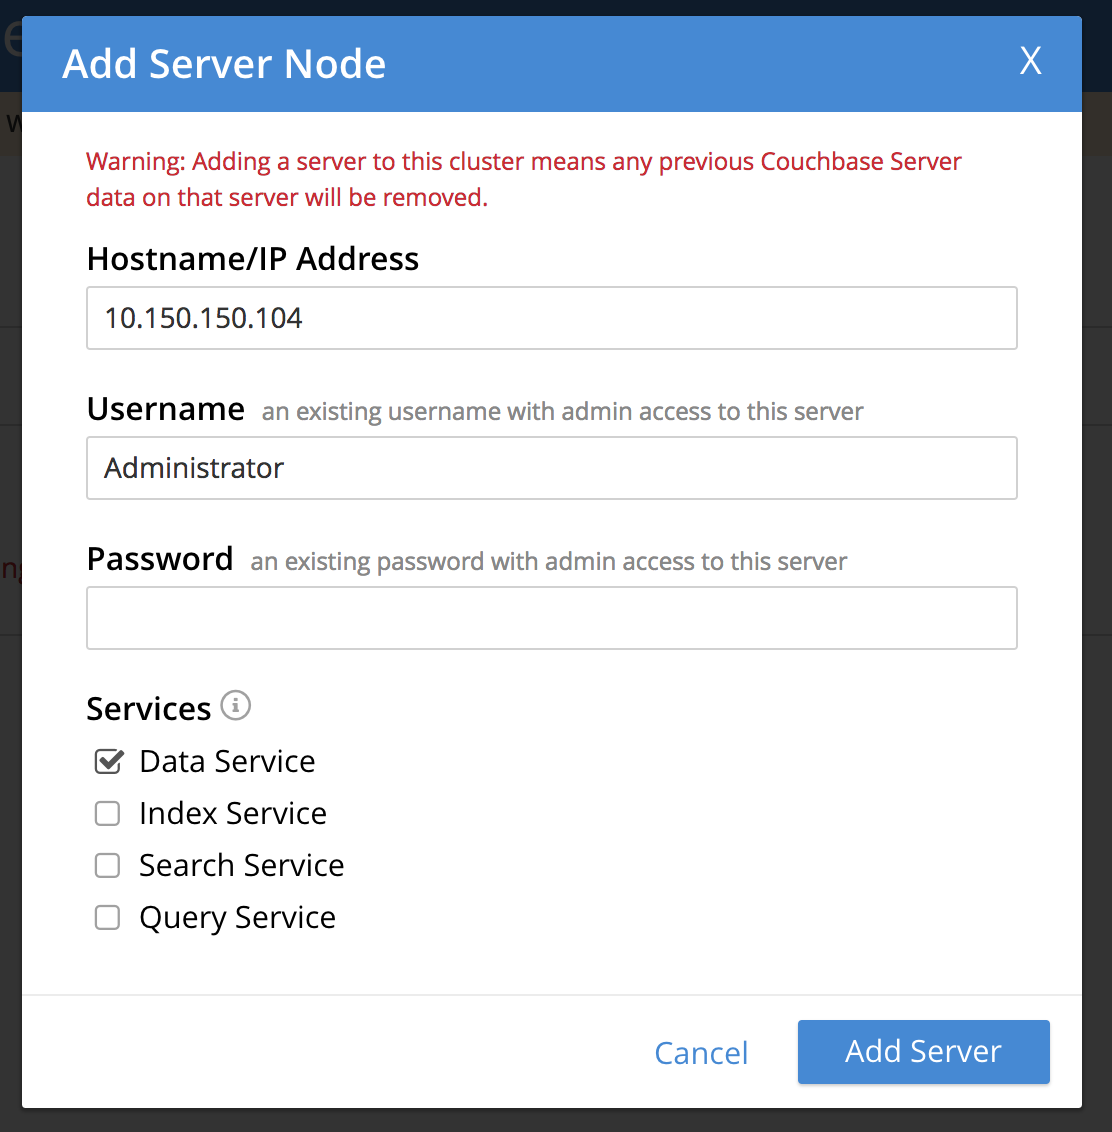 Add Server Node
X
Warning: Adding a server to this cluster means any previous Couchbase Server
data on that server will be removed.
Hostname/IP Address
10.150.150.104
Username an existing username with admin access to this server
Administrator
Password an existing password with admin access to this server
Services
Data Service
Index Service
Search Service
Query Service
Cancel
Add Server